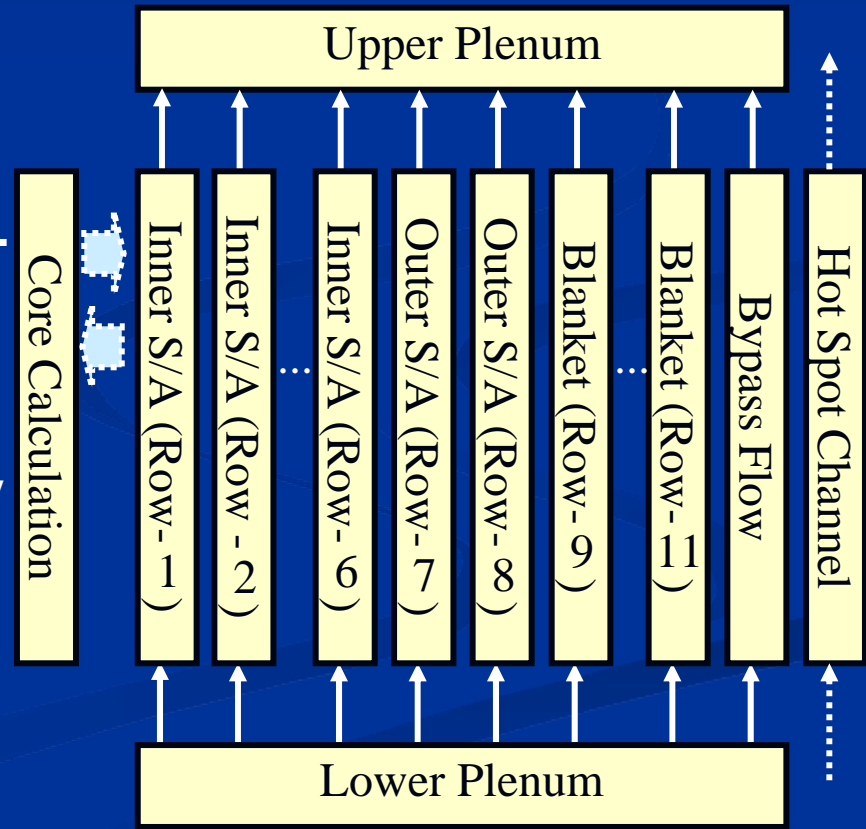 Upper Plenum
Core Calculation
Inner S/A (Row-1)
Inner S/A (Row -2)
...
Inner S/A (Row-6)
Outer S/A (Row-7)
Outer S/A (Row-8)
Blanket (Row-9)
...
Blanket (Row-11)
Bypass Flow
Hot Spot Channel
Lower Plenum